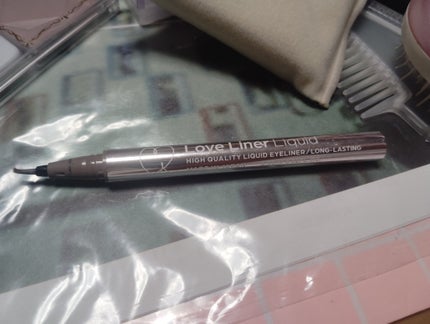 Love Liner Liquid
HIGH QUALITY LIQUID EYELINER/LONG-LASTING